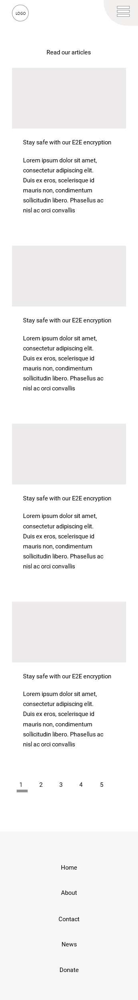 LOGO
Read our articles
Stay safe with our E2E encryption
Lorem ipsum dolor sit amet,
consectetur adipiscing elit.
Duis ex eros, scelerisque id
mauris non, condimentum
sollicitudin libero. Phasellus ac
nisl ac orci convallis
Stay safe with our E2E encryption
Lorem ipsum dolor sit amet,
consectetur adipiscing elit.
Duis ex eros, scelerisque id
mauris non, condimentum
sollicitudin libero. Phasellus ac
nisl ac orci convallis
Stay safe with our E2E encryption
Lorem ipsum dolor sit amet,
consectetur adipiscing elit.
Duis ex eros, scelerisque id
mauris non, condimentum
sollicitudin libero. Phasellus ac
nisl ac orci convallis
Stay safe with our E2E encryption
Lorem ipsum dolor sit amet,
consectetur adipiscing elit.
Duis ex eros, scelerisque id
mauris non, condimentum
sollicitudin libero. Phasellus ac
nisl ac orci convallis
1 2 3 4 5
Home
About
Contact
News
Donate